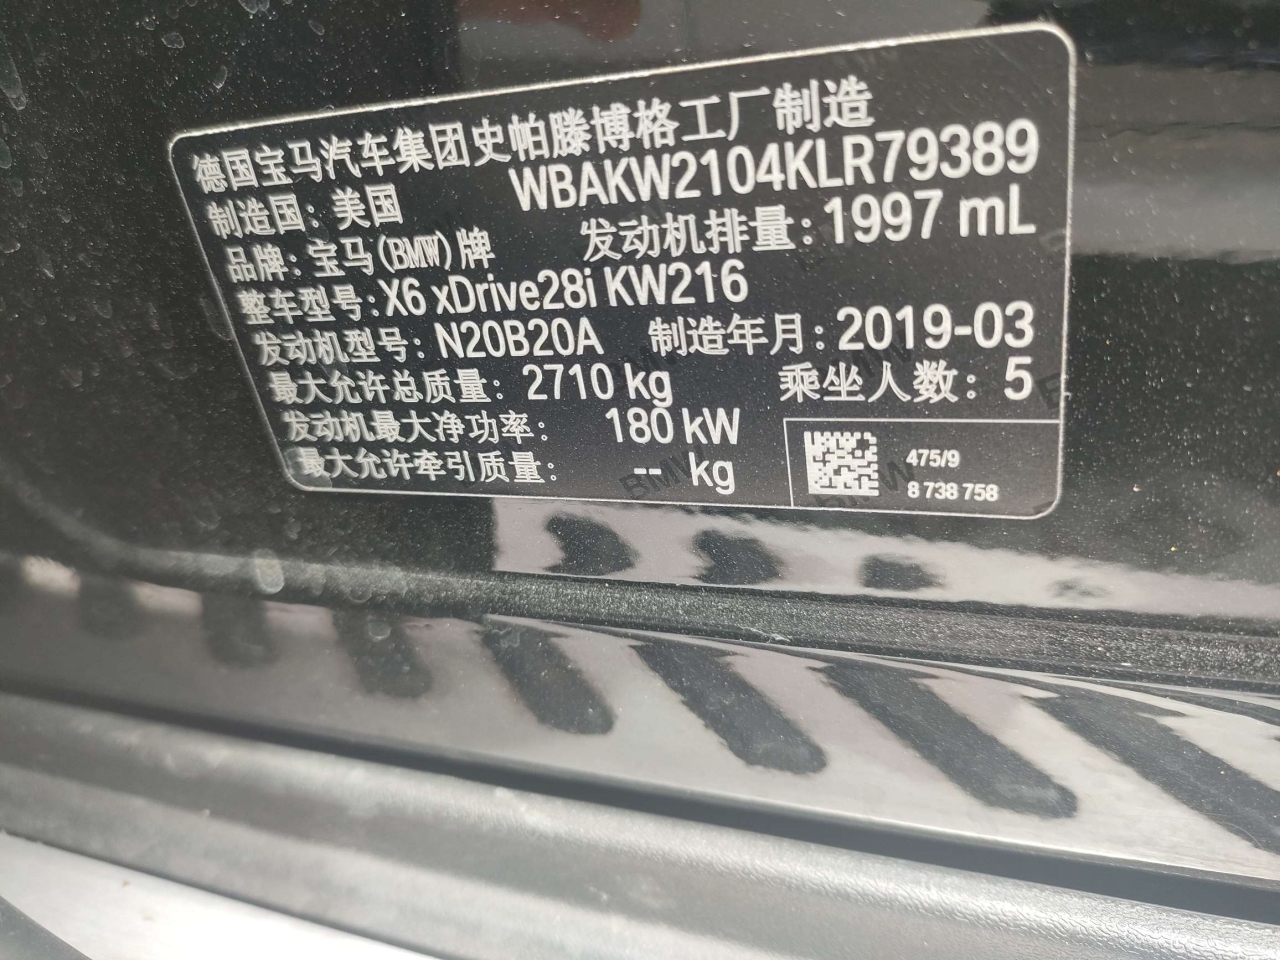 德国宝马汽车集团史帕滕博格工厂制造
制造国：美国 WBAKW2104KLR79389
品牌：宝马(BMW)牌 发动机排量：1997 mL
整车型号：X6 xDrive28i KW216
发动机型号：N20B20A 制造年月：2019-03
最大允许总质量：2710 kg 乘坐人数：5
发动机最大净功率： 180 kW
最大允许牵引质量： -- kg
475/9
8 738 758